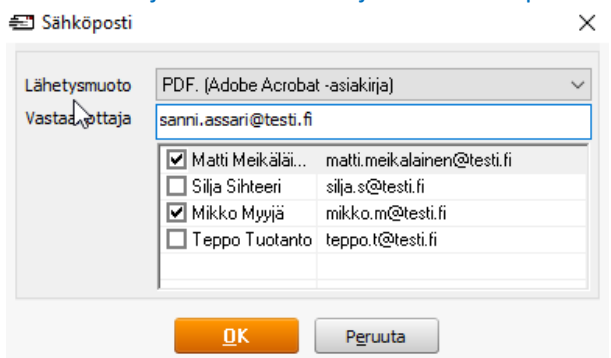 Sähköposti
Lähetysmuoto PDF. (Adobe Acrobat -asiakirja)
Vastaanottaja sanni.assari@testi.fi
Matti Meikäläi... matti.meikalainen@testi.fi
Silja Sihteeri silja.s@testi.fi
Mikko Myyjä mikko.m@testi.fi
Teppo Tuotanto teppo.t@testi.fi
OK Peruuta